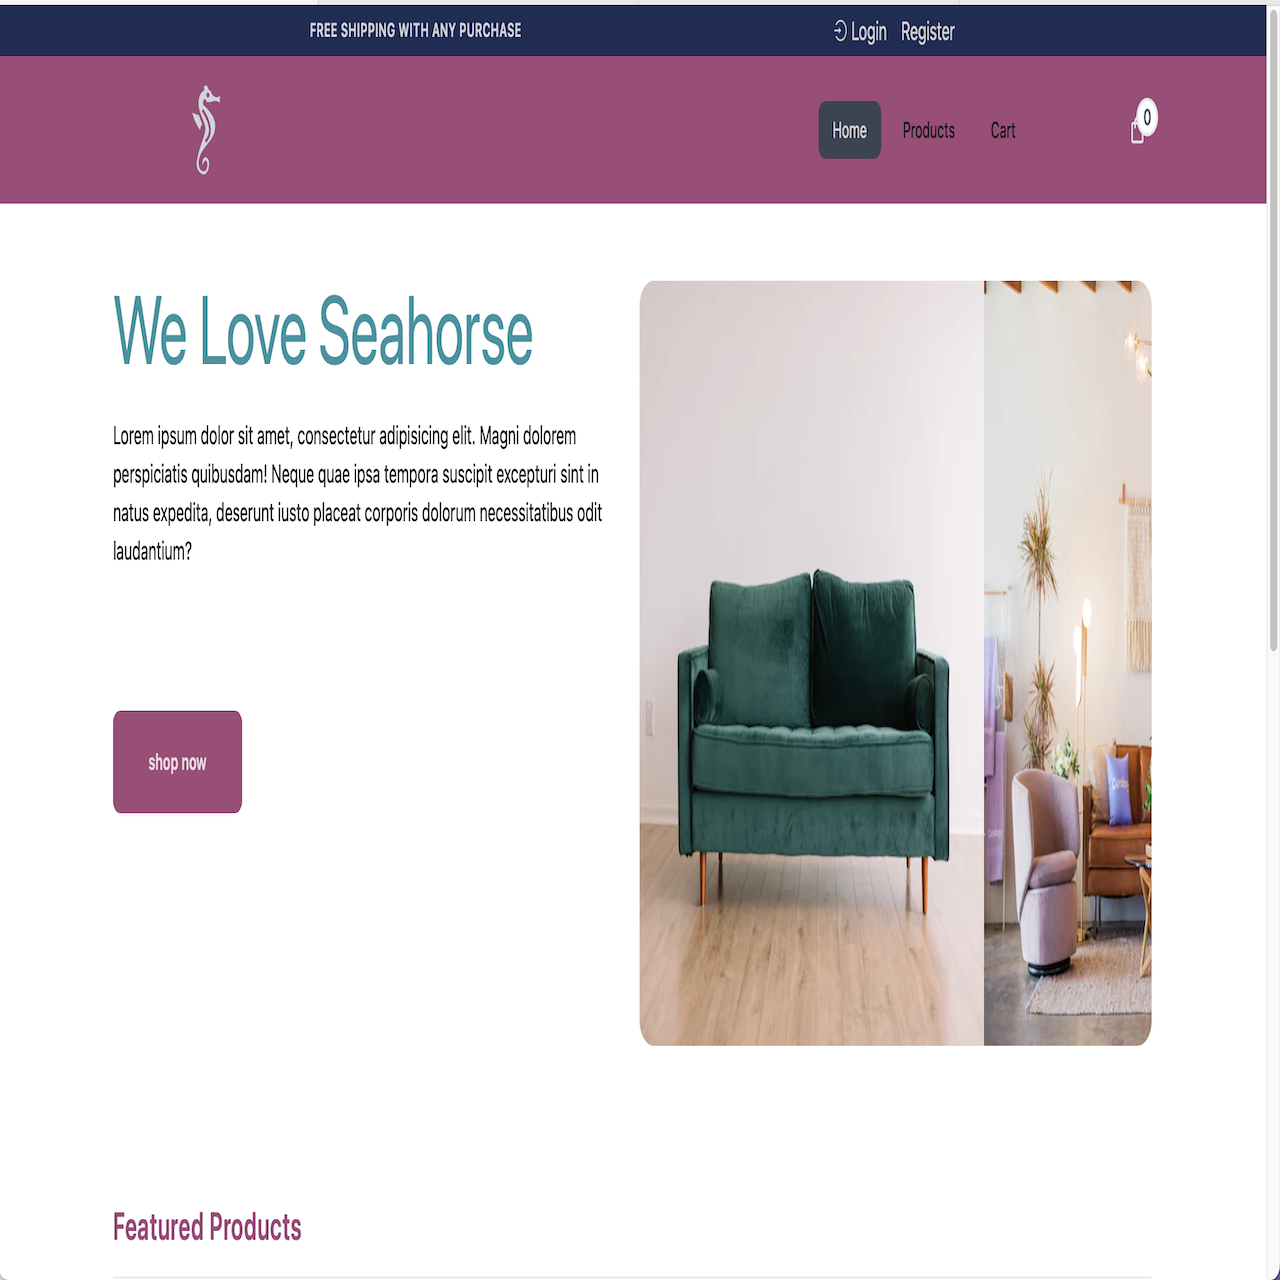 FREE SHIPPING WITH ANY PURCHASE
Login Register
Home Products Cart
0
We Love Seahorse
Lorem ipsum dolor sit amet, consectetur adipisicing elit. Magni dolorem
perspiciatis quibusdam! Neque quae ipsa tempora suscipit excepturi sint in
natus expedita, deserunt iusto placeat corporis dolorum necessitatibus odit
laudantium?
shop now
Featured Products